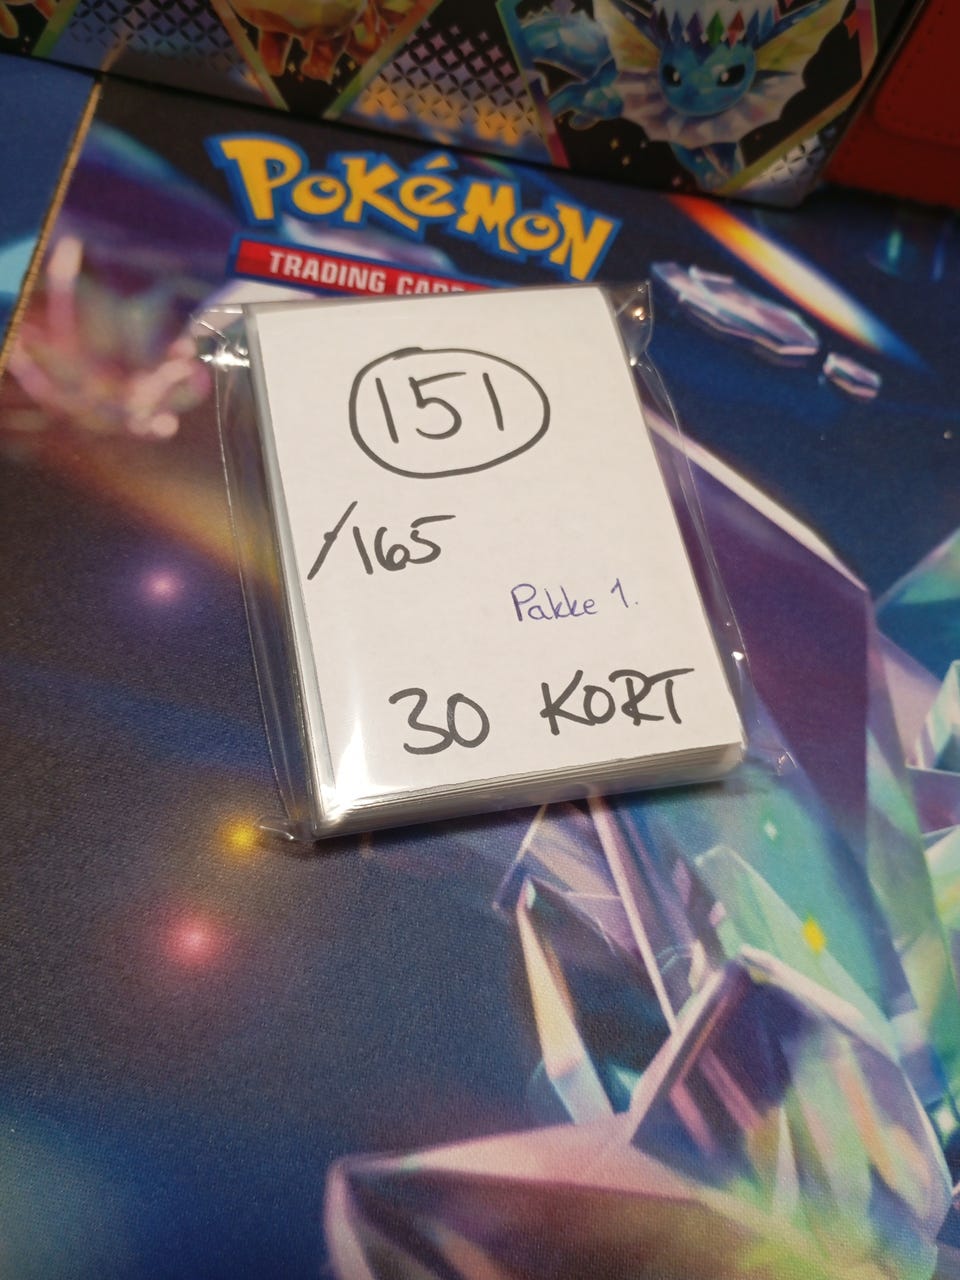 POKéMON
TRADING CARD
151
/165
Pakke 1.
30 KORT